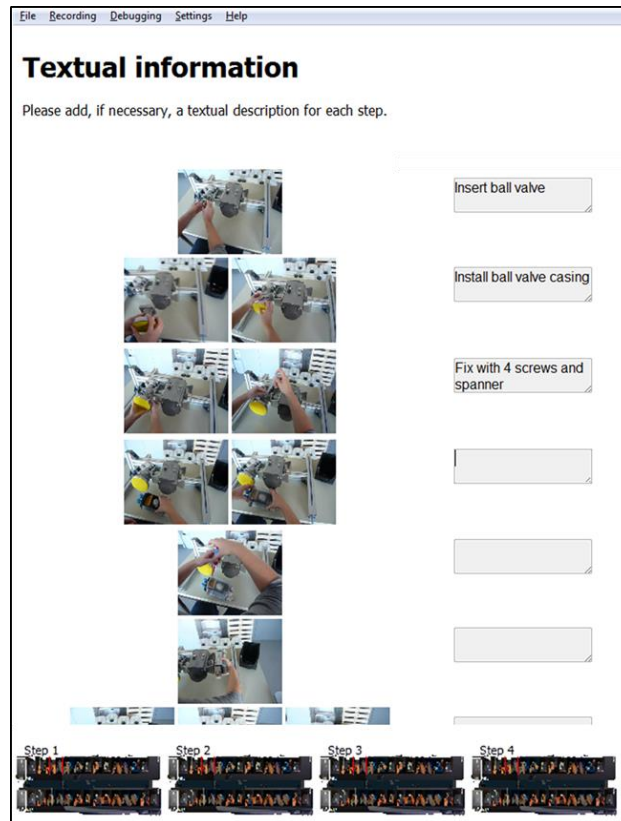 File Recording Debugging Settings Help
Textual information
Please add, if necessary, a textual description for each step.
Insert ball valve
Install ball valve casing
Fix with 4 screws and
spanner
Step 1 Step 2 Step 3 Step 4